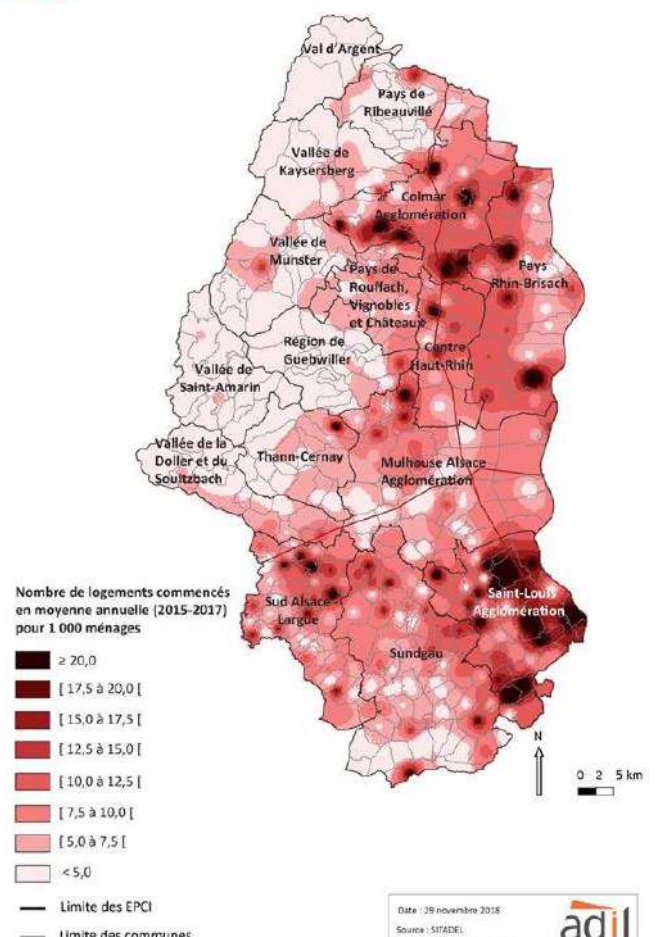 Val d'Argent
Pays de
Ribeauvillé
Vallée de
Kaysersberg
Colmar
Agglomération
Vallée de
Munster
Pays de
Rouffach,
Vignobles
et Châteaux
Pays
Rhin-Brisach
Région de
Guebwiller
Centre
Haut-Rhin
Vallée de
Saint-Amarin
Vallée de la
Doller et du
Soultzbach
Thann-Cernay
Mulhouse Alsace
Agglomération
Saint-Louis
Agglomération
Sud Alsace
Largue
Sundgau
Nombre de logements commencés
en moyenne annuelle (2015-2017)
pour 1 000 ménages
≥ 20,0
[ 17,5 à 20,0 [
[ 15,0 à 17,5 [
[ 12,5 à 15,0 [
[ 10,0 à 12,5 [
[ 7,5 à 10,0 [
[ 5,0 à 7,5 [
< 5,0
Limite des EPCI
Limite des communes
N
0 2 5 km
Date : 29 novembre 2018
Source : SITADEL
adil